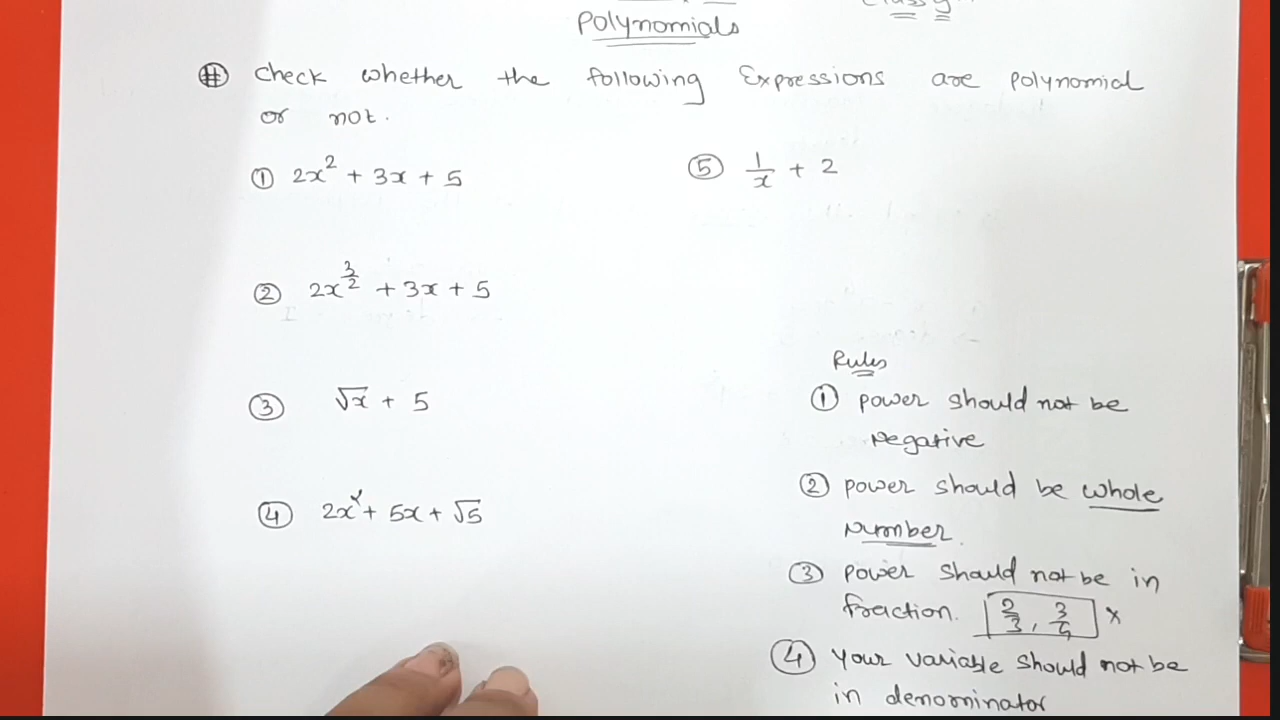 Polynomials
# Check whether the following Expressions are polynomial
or not.
① 2x² + 3x + 5
② 2x^(3/2) + 3x + 5
③ √x + 5
④ 2x² + 5x + √5
⑤ 1/x + 2
Rules
① power should not be
Negative
② power should be whole
Number.
③ power should not be in
fraction. 2/3, 3/4 ×
④ Your variable should not be
in denominator